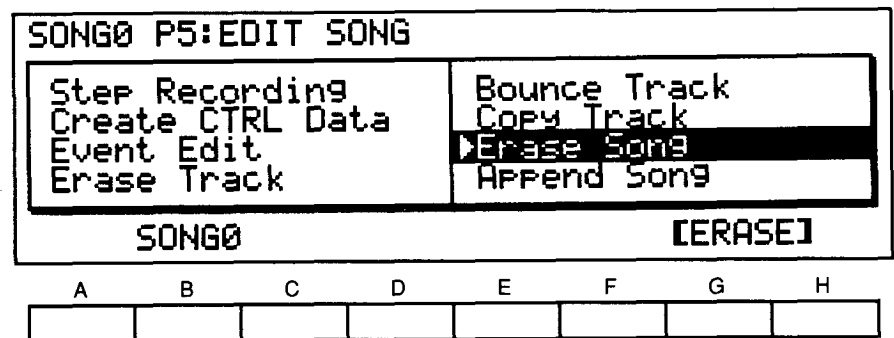 SONG0 P5:EDIT SONG
Step Recording
Create CTRL Data
Event Edit
Erase Track
Bounce Track
Copy Track
▶Erase Song
Append Song
SONG0 [ERASE]
A B C D E F G H